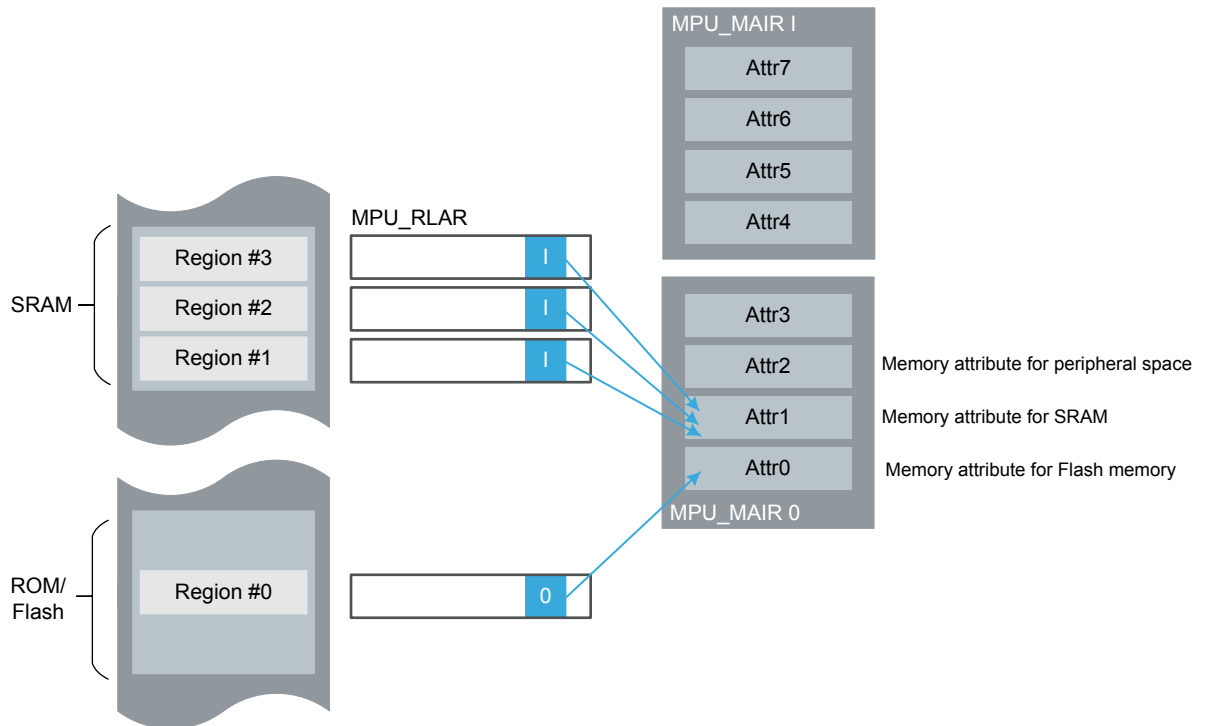 MPU_MAIR I
Attr7
Attr6
Attr5
Attr4
MPU_RLAR
SRAM
Region #3
I
Region #2
I
Region #1
I
Attr3
Attr2
Memory attribute for peripheral space
Attr1
Memory attribute for SRAM
Attr0
Memory attribute for Flash memory
MPU_MAIR 0
ROM/
Flash
Region #0
0